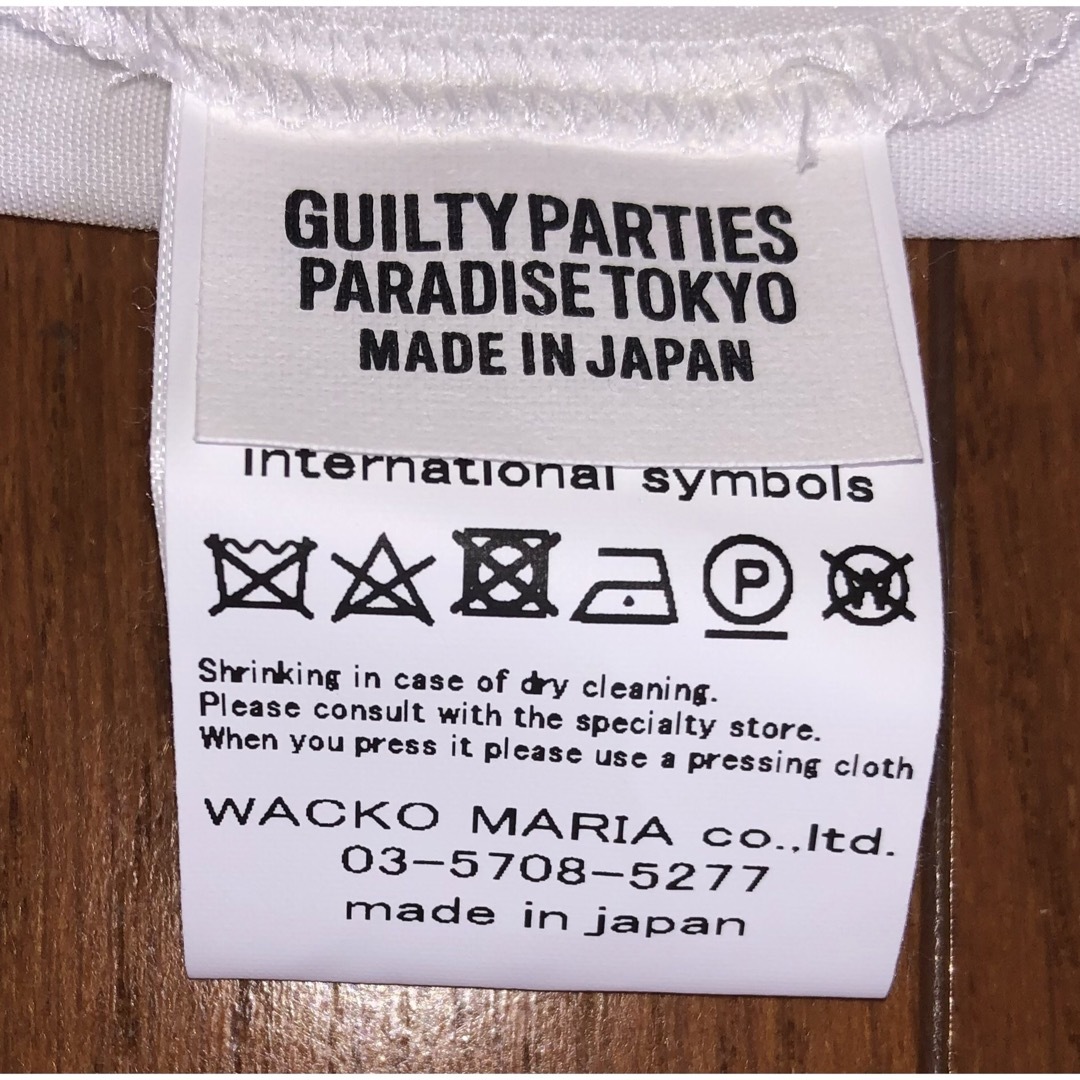 GUILTY PARTIES
PARADISE TOKYO
MADE IN JAPAN
international symbols
P
W
Shrinking in case of dry cleaning.
Please consult with the specialty store.
When you press it please use a pressing cloth
WACKO MARIA co.,ltd.
03-5708-5277
made in japan